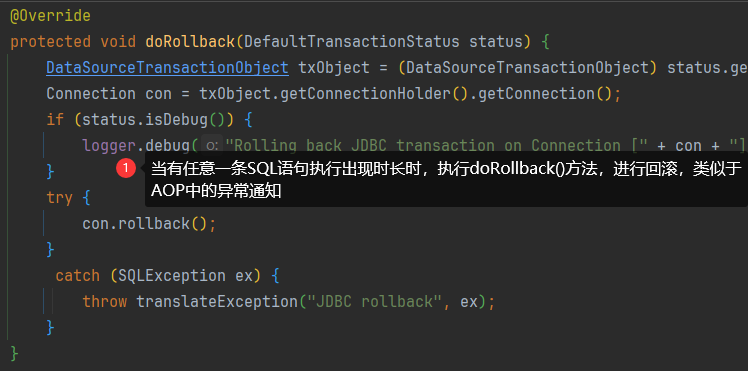 @Override
protected void doRollback(DefaultTransactionStatus status) {
DataSourceTransactionObject txObject = (DataSourceTransactionObject) status.ge
Connection con = txObject.getConnectionHolder().getConnection();
if (status.isDebug()) {
logger.debug( o: "Rolling back JDBC transaction on Connection [" + con + "]
}
1 当有任意一条SQL语句执行出现时长时，执行doRollback()方法，进行回滚，类似于
AOP中的异常通知
try {
con.rollback();
}
catch (SQLException ex) {
throw translateException("JDBC rollback", ex);
}
}